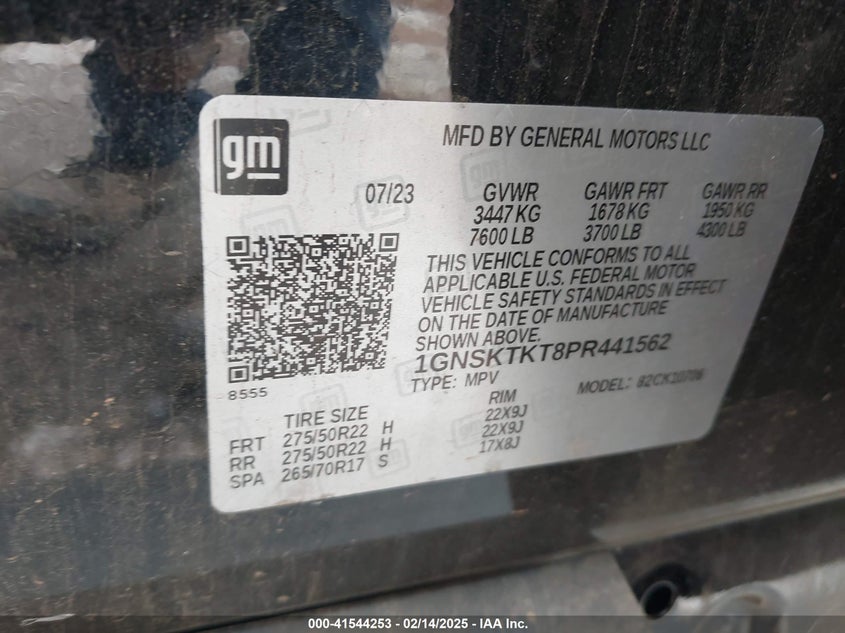 gm
MFD BY GENERAL MOTORS LLC
07/23 GVWR GAWR FRT GAWR RR
3447 KG 1678 KG 1950 KG
7600 LB 3700 LB 4300 LB
THIS VEHICLE CONFORMS TO ALL
APPLICABLE U.S. FEDERAL MOTOR
VEHICLE SAFETY STANDARDS IN EFFECT
ON THE DATE OF MANUFACTURE
SHOWN ABOVE.
1GNSKTKT8PR441562
TYPE: MPV MODEL: 82CK10706
8555
TIRE SIZE RIM
FRT 275/50R22 H 22X9J
RR 275/50R22 H 22X9J
SPA 265/70R17 S 17X8J
000-41544253 - 02/14/2025 - IAA Inc.